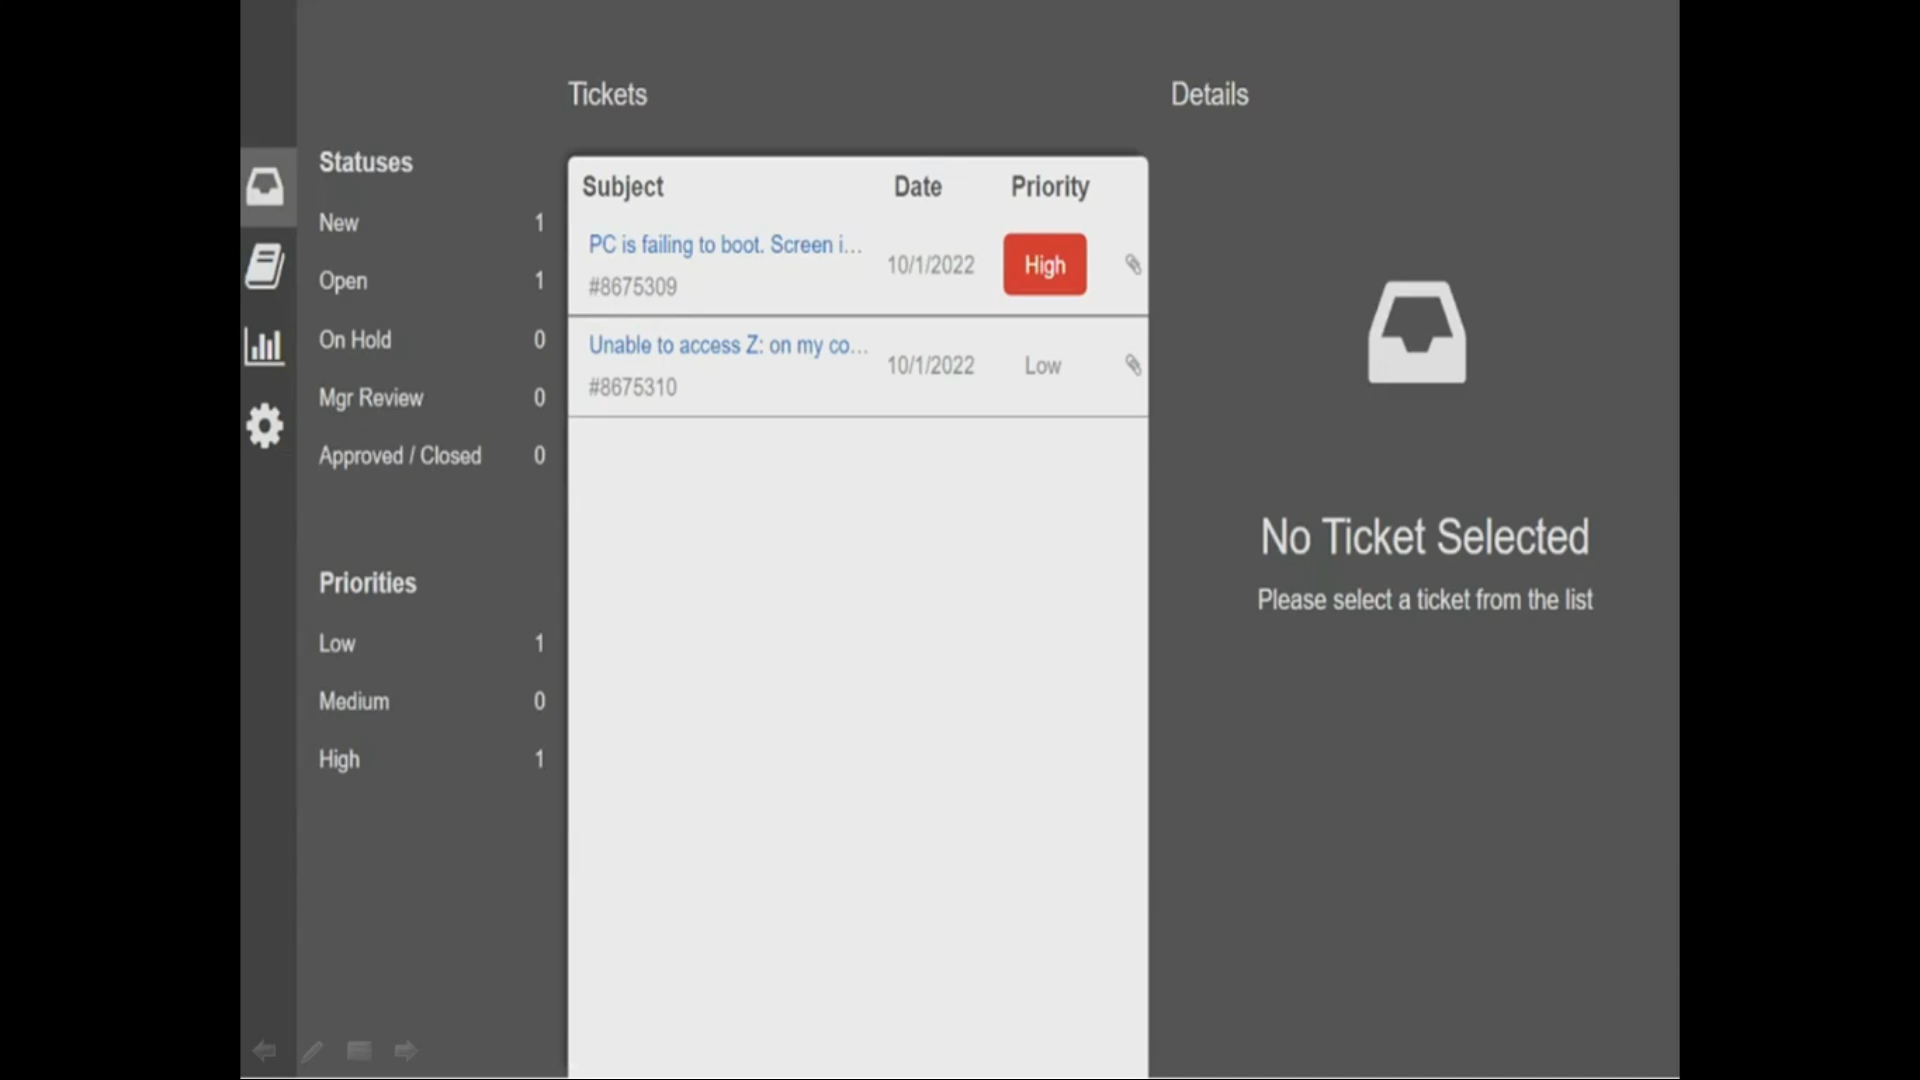 Tickets
Details
Statuses
New 1
Open 1
On Hold 0
Mgr Review 0
Approved / Closed 0
Priorities
Low 1
Medium 0
High 1
Subject Date Priority
PC is failing to boot. Screen i...
#8675309
10/1/2022
High
Unable to access Z: on my co...
#8675310
10/1/2022
Low
No Ticket Selected
Please select a ticket from the list